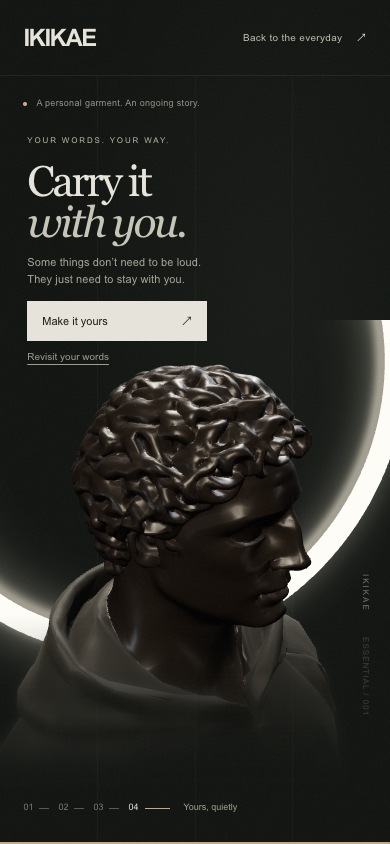 IKIKAE
Back to the everyday ↗
A personal garment. An ongoing story.
YOUR WORDS. YOUR WAY.
Carry it
with you.
Some things don't need to be loud.
They just need to stay with you.
Make it yours ↗
Revisit your words
IKIKAE ESSENTIAL / 001
01 — 02 — 03 — 04 — Yours, quietly